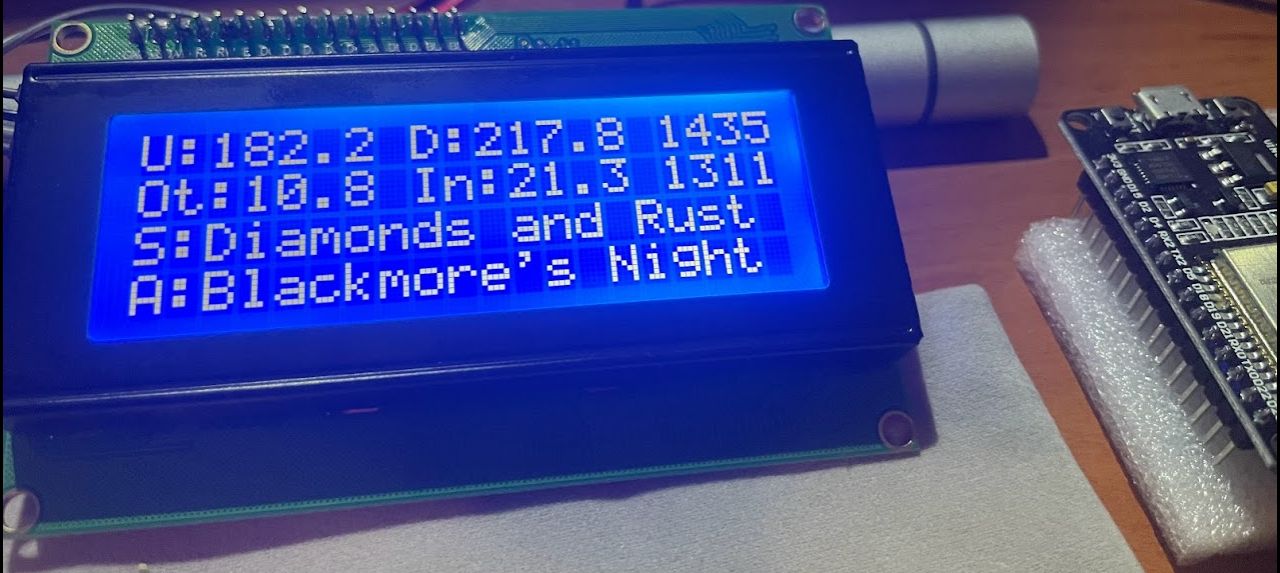 U:182.2 D:217.8 1435
Ot:10.8 In:21.3 1311
S:Diamonds and Rust
A:Blackmore's Night